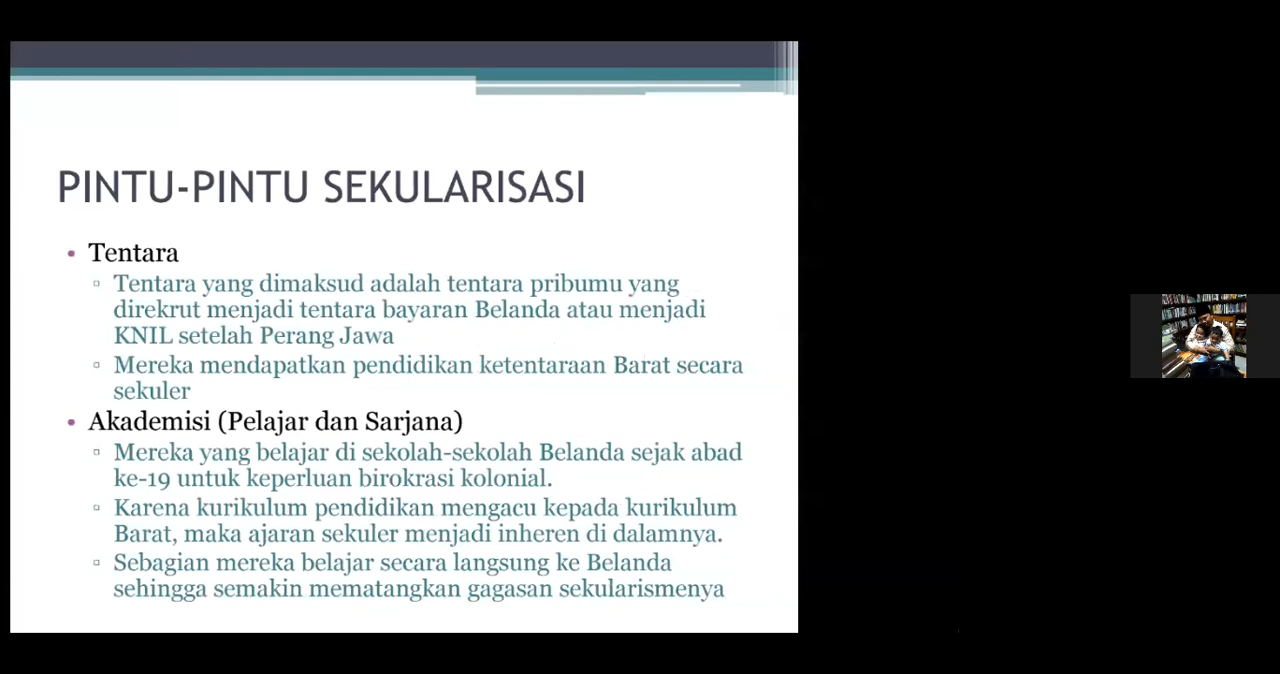 PINTU-PINTU SEKULARISASI
• Tentara
▫ Tentara yang dimaksud adalah tentara pribumu yang
direkrut menjadi tentara bayaran Belanda atau menjadi
KNIL setelah Perang Jawa
▫ Mereka mendapatkan pendidikan ketentaraan Barat secara
sekuler
• Akademisi (Pelajar dan Sarjana)
▫ Mereka yang belajar di sekolah-sekolah Belanda sejak abad
ke-19 untuk keperluan birokrasi kolonial.
▫ Karena kurikulum pendidikan mengacu kepada kurikulum
Barat, maka ajaran sekuler menjadi inheren di dalamnya.
▫ Sebagian mereka belajar secara langsung ke Belanda
sehingga semakin mematangkan gagasan sekularismenya